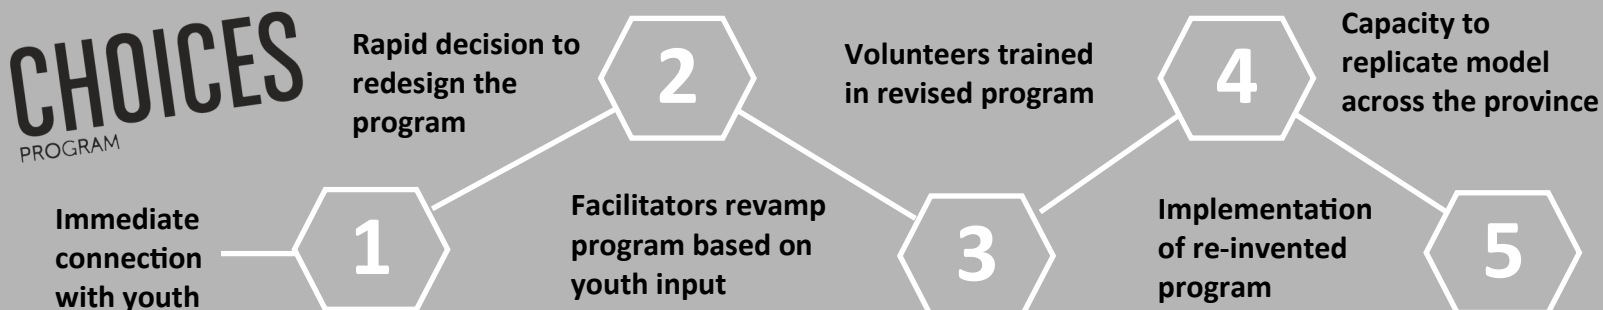 CHOICES
PROGRAM
Immediate
connection
with youth
1
Rapid decision to
redesign the
program
2
Facilitators revamp
program based on
youth input
Volunteers trained
in revised program
3
4
Implementation
of re-invented
program
Capacity to
replicate model
across the province
5